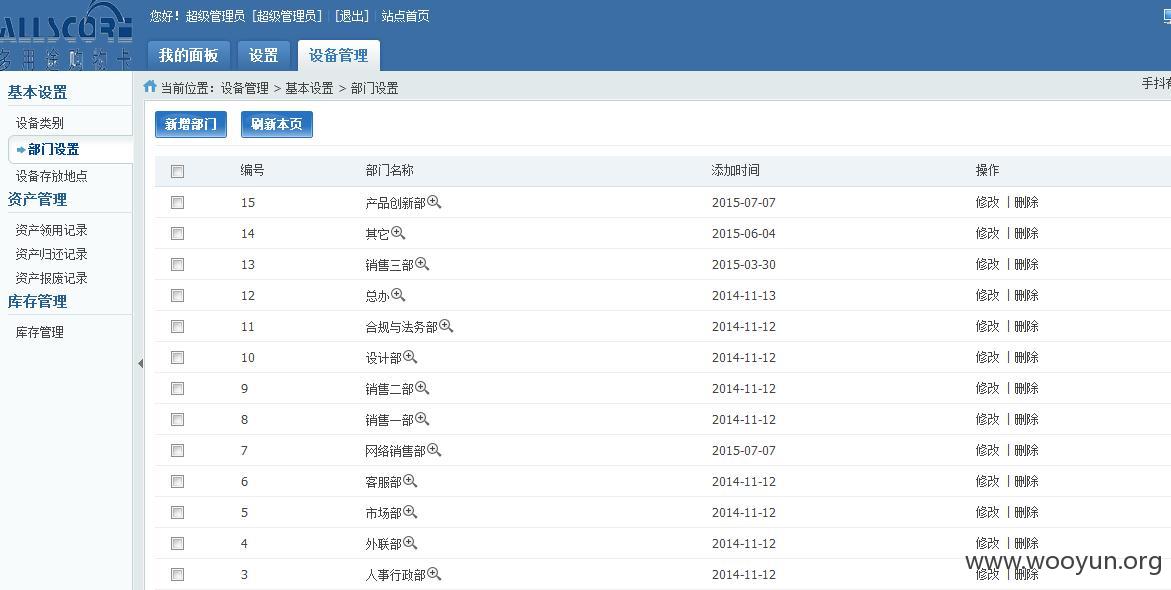 ALLSCORE
多用途购物卡
您好！超级管理员 [超级管理员] | [退出] | 站点首页
我的面板 设置 设备管理
当前位置：设备管理 > 基本设置 > 部门设置
手抖有
基本设置
设备类别
部门设置
设备存放地点
资产管理
资产领用记录
资产归还记录
资产报废记录
库存管理
库存管理
新增部门 刷新本页
编号 部门名称 添加时间 操作
15 产品创新部 2015-07-07 修改 | 删除
14 其它 2015-06-04 修改 | 删除
13 销售三部 2015-03-30 修改 | 删除
12 总办 2014-11-13 修改 | 删除
11 合规与法务部 2014-11-12 修改 | 删除
10 设计部 2014-11-12 修改 | 删除
9 销售二部 2014-11-12 修改 | 删除
8 销售一部 2014-11-12 修改 | 删除
7 网络销售部 2015-07-07 修改 | 删除
6 客服部 2014-11-12 修改 | 删除
5 市场部 2014-11-12 修改 | 删除
4 外联部 2014-11-12 修改 | 删除
3 人事行政部 2014-11-12 修改 | 删除
www.wooyun.org